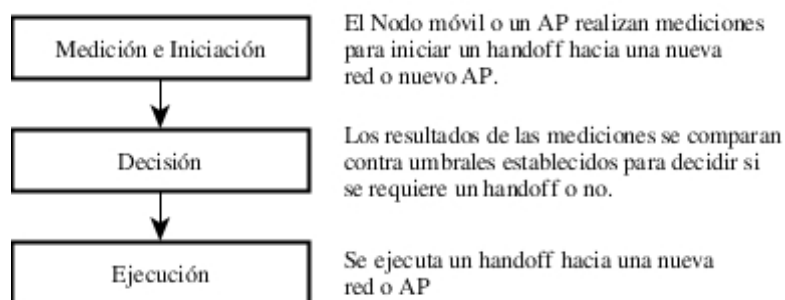 Medición e Iniciación
El Nodo móvil o un AP realizan mediciones
para iniciar un handoff hacia una nueva
red o nuevo AP.
Decisión
Los resultados de las mediciones se comparan
contra umbrales establecidos para decidir si
se requiere un handoff o no.
Ejecución
Se ejecuta un handoff hacia una nueva
red o AP